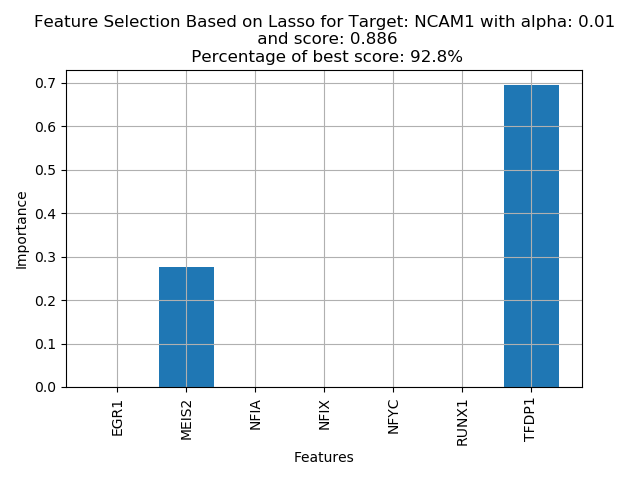 Feature Selection Based on Lasso for Target: NCAM1 with alpha: 0.01
and score: 0.886
Percentage of best score: 92.8%
0.7
0.6
0.5
0.4
0.3
0.2
0.1
0.0
Importance
EGR1
MEIS2
NFIA
NFIX
NFYC
RUNX1
TFDP1
Features